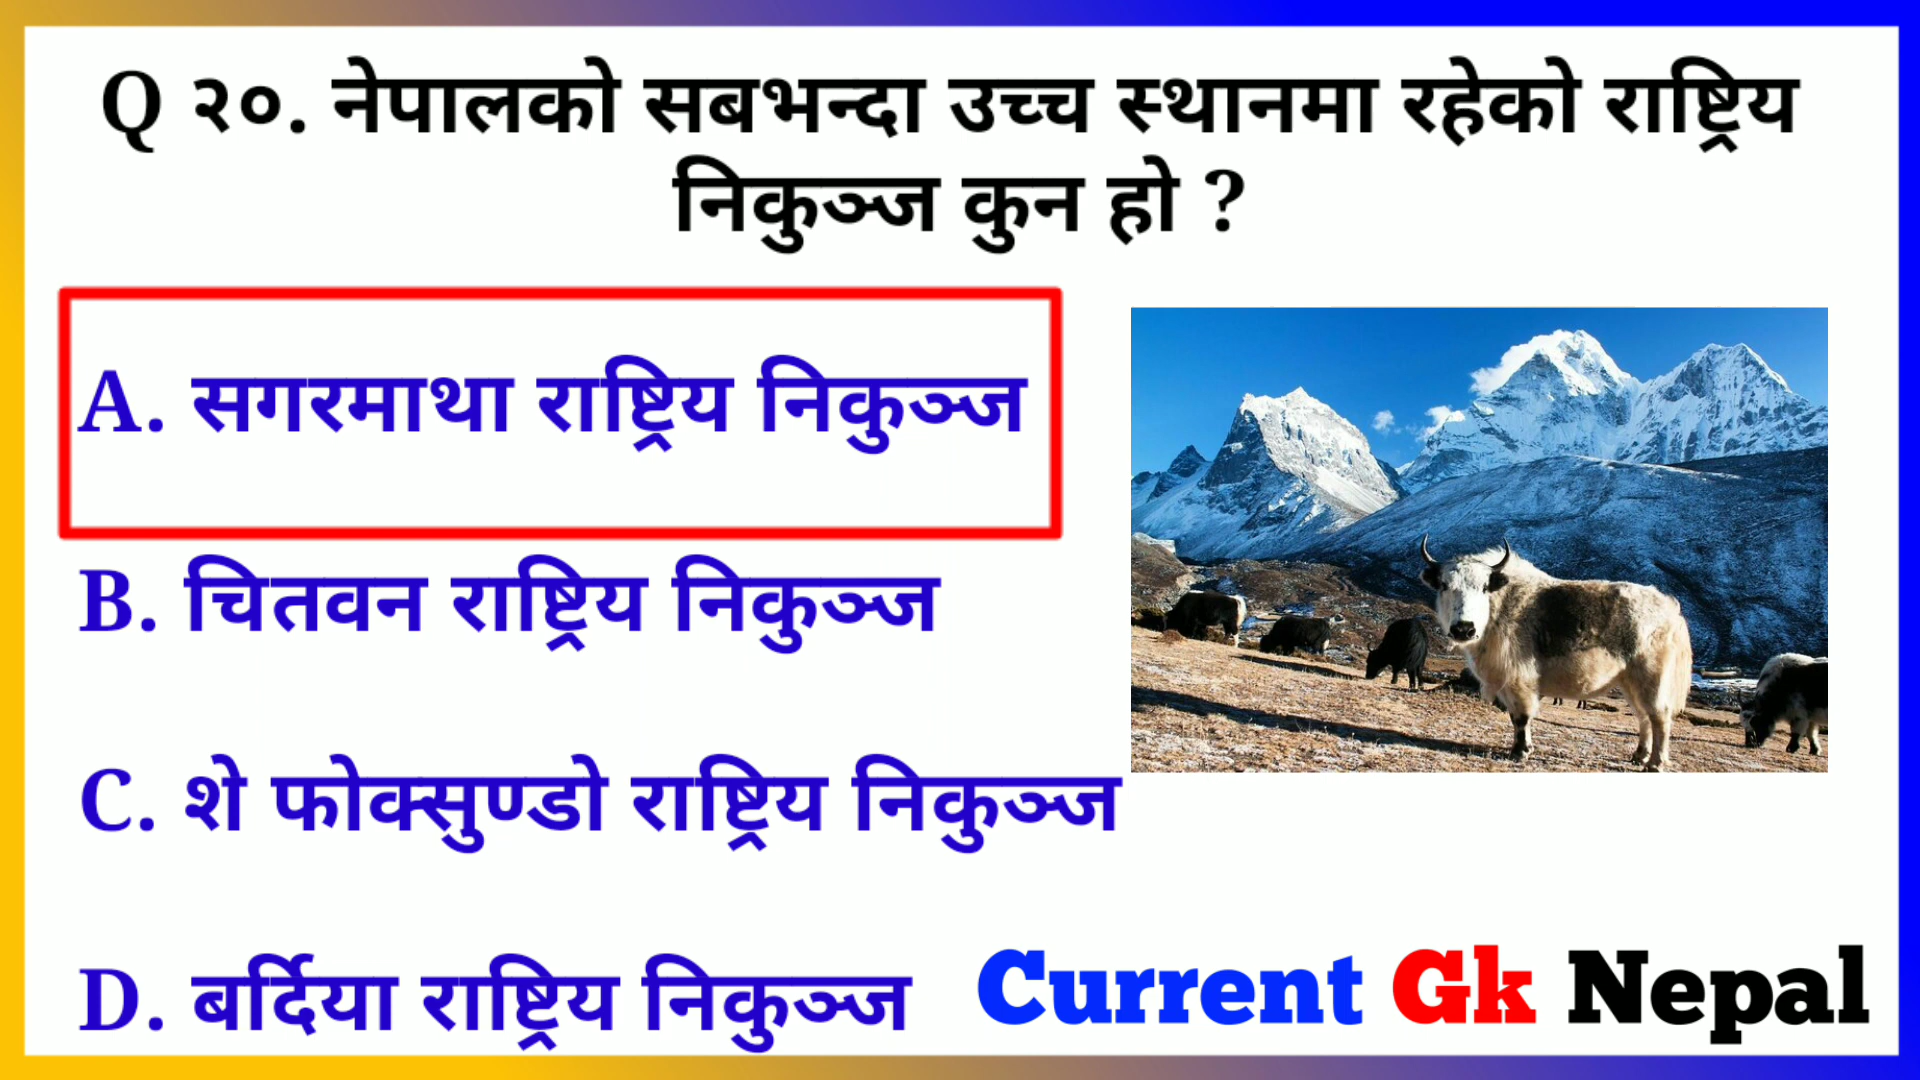 Q २०. नेपालको सबभन्दा उच्च स्थानमा रहेको राष्ट्रिय
निकुञ्ज कुन हो ?
A. सगरमाथा राष्ट्रिय निकुञ्ज
B. चितवन राष्ट्रिय निकुञ्ज
C. शे फोक्सुण्डो राष्ट्रिय निकुञ्ज
D. बर्दिया राष्ट्रिय निकुञ्ज
Current Gk Nepal